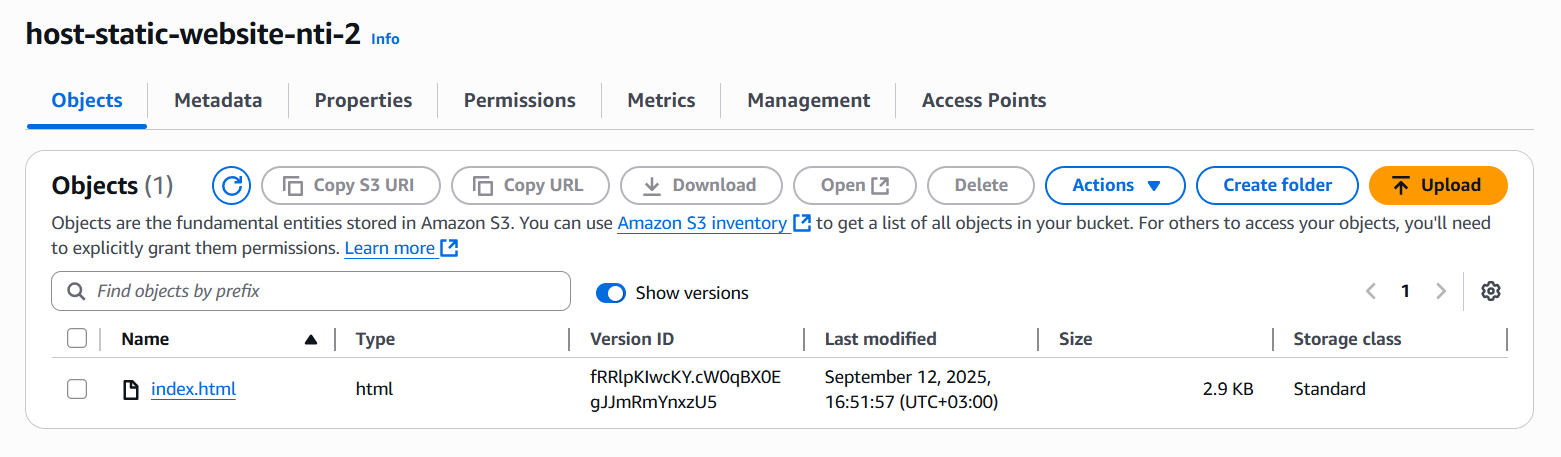 host-static-website-nti-2 Info
Objects Metadata Properties Permissions Metrics Management Access Points
Objects (1) Copy S3 URI Copy URL Download Open Delete Actions Create folder Upload
Objects are the fundamental entities stored in Amazon S3. You can use Amazon S3 inventory to get a list of all objects in your bucket. For others to access your objects, you'll need
to explicitly grant them permissions. Learn more
Find objects by prefix Show versions 1
Name Type Version ID Last modified Size Storage class
index.html html fRRlpKIwcKY.cW0qBX0E September 12, 2025, 2.9 KB Standard
gJJmRmYnxzU5 16:51:57 (UTC+03:00)